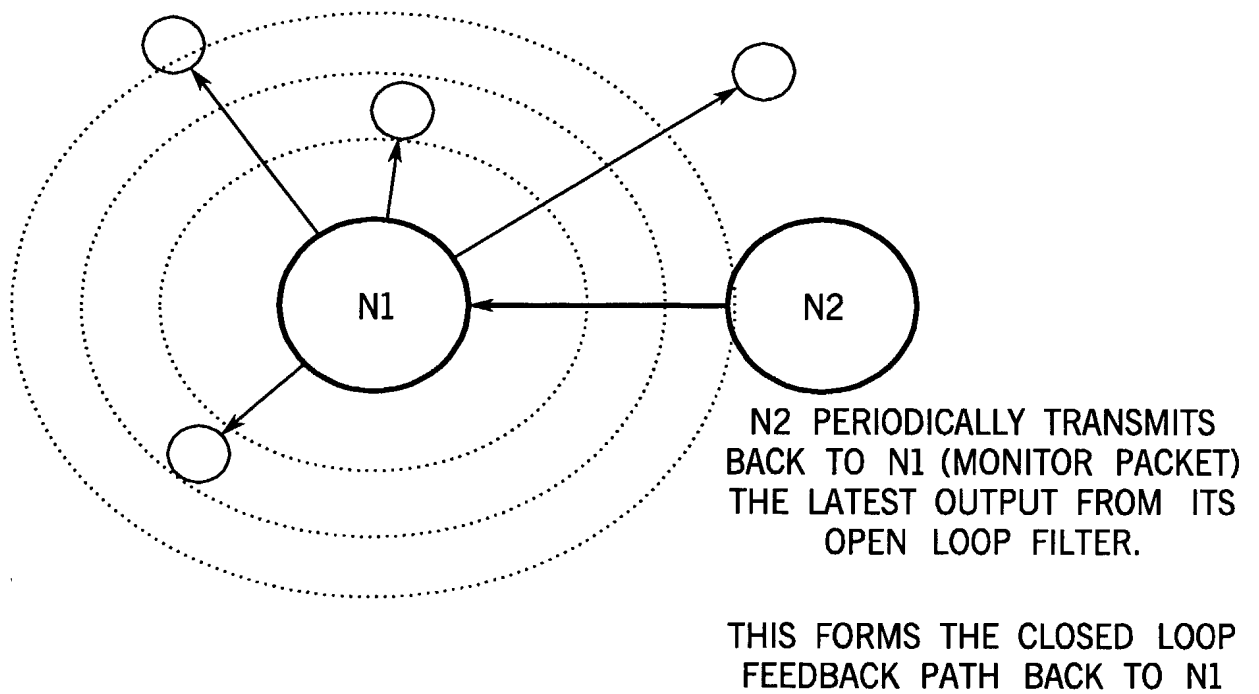 N1
N2
N2 PERIODICALLY TRANSMITS
BACK TO N1 (MONITOR PACKET)
THE LATEST OUTPUT FROM ITS
OPEN LOOP FILTER.
THIS FORMS THE CLOSED LOOP
FEEDBACK PATH BACK TO N1